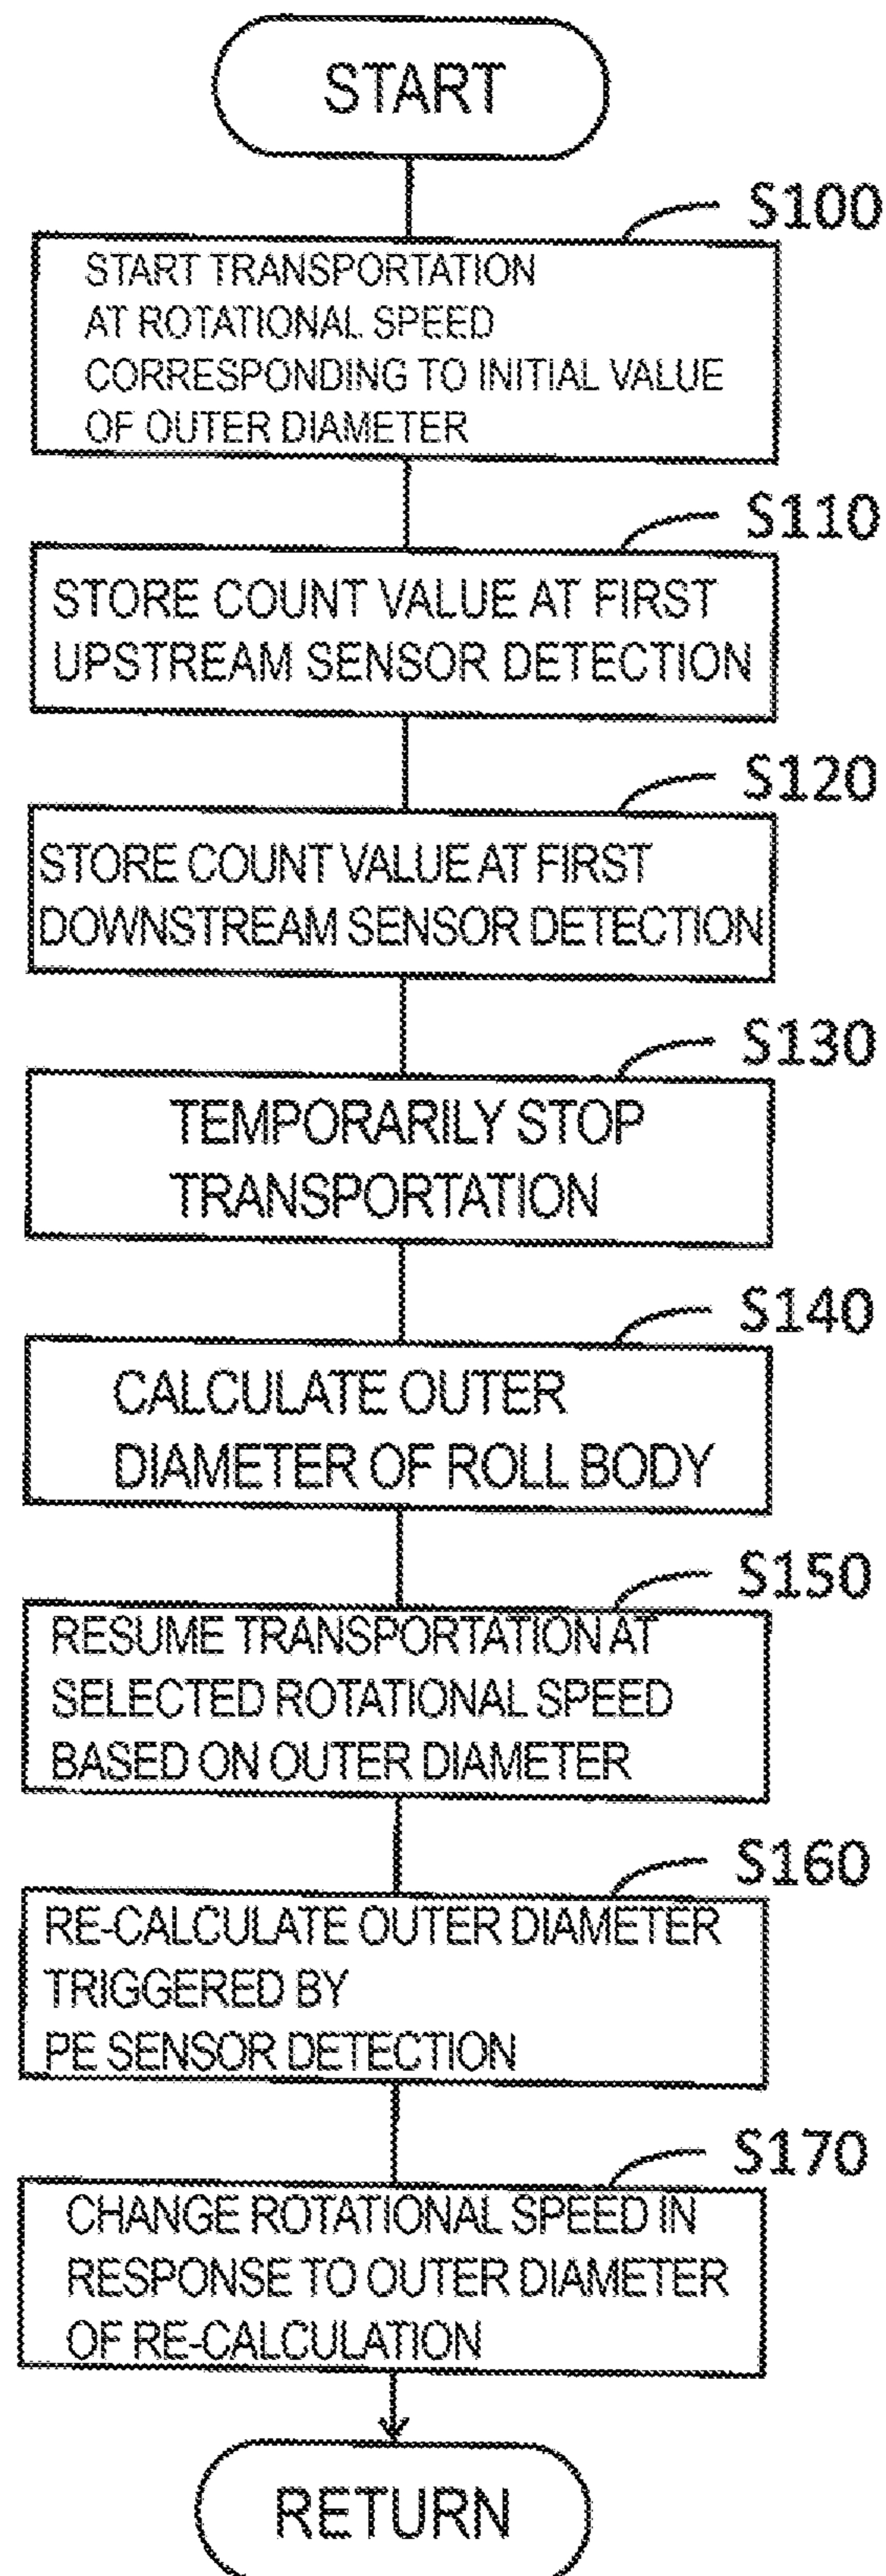 START
S100
START TRANSPORTATION
AT ROTATIONAL SPEED
CORRESPONDING TO INITIAL VALUE
OF OUTER DIAMETER
S110
STORE COUNT VALUE AT FIRST
UPSTREAM SENSOR DETECTION
S120
STORE COUNT VALUE AT FIRST
DOWNSTREAM SENSOR DETECTION
S130
TEMPORARILY STOP
TRANSPORTATION
S140
CALCULATE OUTER
DIAMETER OF ROLL BODY
S150
RESUME TRANSPORTATION AT
SELECTED ROTATIONAL SPEED
BASED ON OUTER DIAMETER
S160
RE-CALCULATE OUTER DIAMETER
TRIGGERED BY
PE SENSOR DETECTION
S170
CHANGE ROTATIONAL SPEED IN
RESPONSE TO OUTER DIAMETER
OF RE-CALCULATION
RETURN